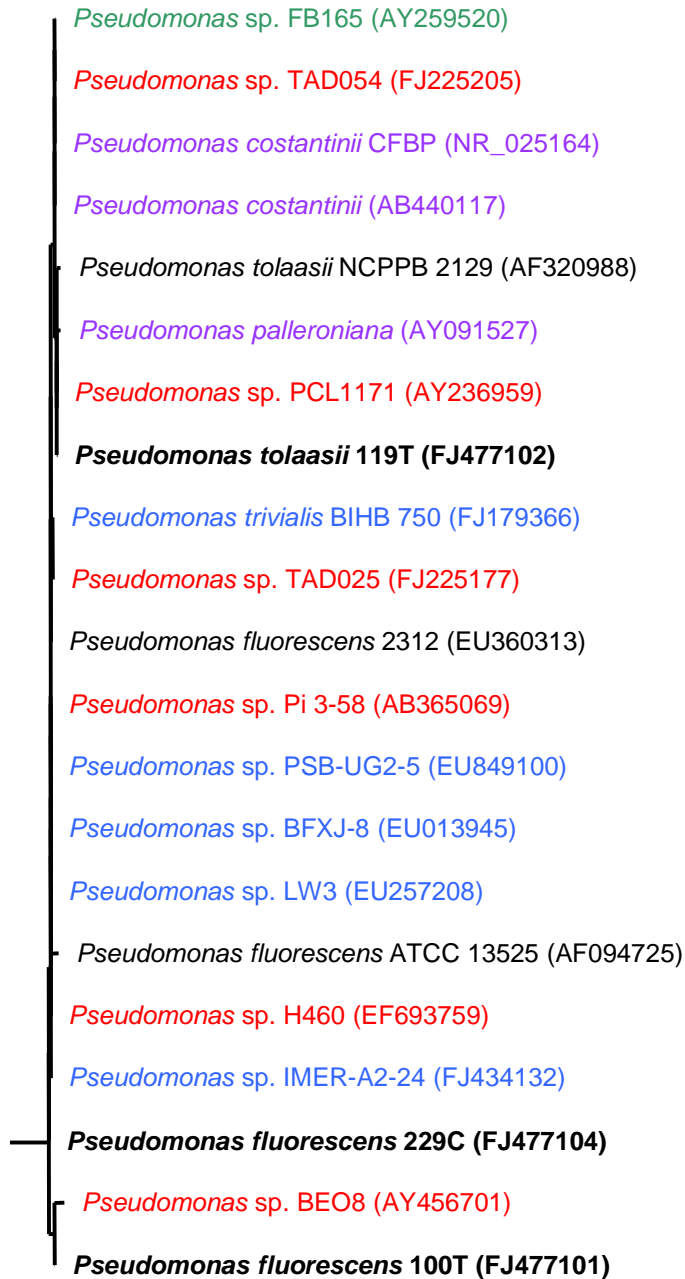 Pseudomonas sp. FB165 (AY259520)
Pseudomonas sp. TAD054 (FJ225205)
Pseudomonas costantinii CFBP (NR_025164)
Pseudomonas costantinii (AB440117)
Pseudomonas tolaasii NCPPB 2129 (AF320988)
Pseudomonas palleroniana (AY091527)
Pseudomonas sp. PCL1171 (AY236959)
Pseudomonas tolaasii 119T (FJ477102)
Pseudomonas trivialis BIHB 750 (FJ179366)
Pseudomonas sp. TAD025 (FJ225177)
Pseudomonas fluorescens 2312 (EU360313)
Pseudomonas sp. Pi 3-58 (AB365069)
Pseudomonas sp. PSB-UG2-5 (EU849100)
Pseudomonas sp. BFXJ-8 (EU013945)
Pseudomonas sp. LW3 (EU257208)
Pseudomonas fluorescens ATCC 13525 (AF094725)
Pseudomonas sp. H460 (EF693759)
Pseudomonas sp. IMER-A2-24 (FJ434132)
Pseudomonas fluorescens 229C (FJ477104)
Pseudomonas sp. BEO8 (AY456701)
Pseudomonas fluorescens 100T (FJ477101)